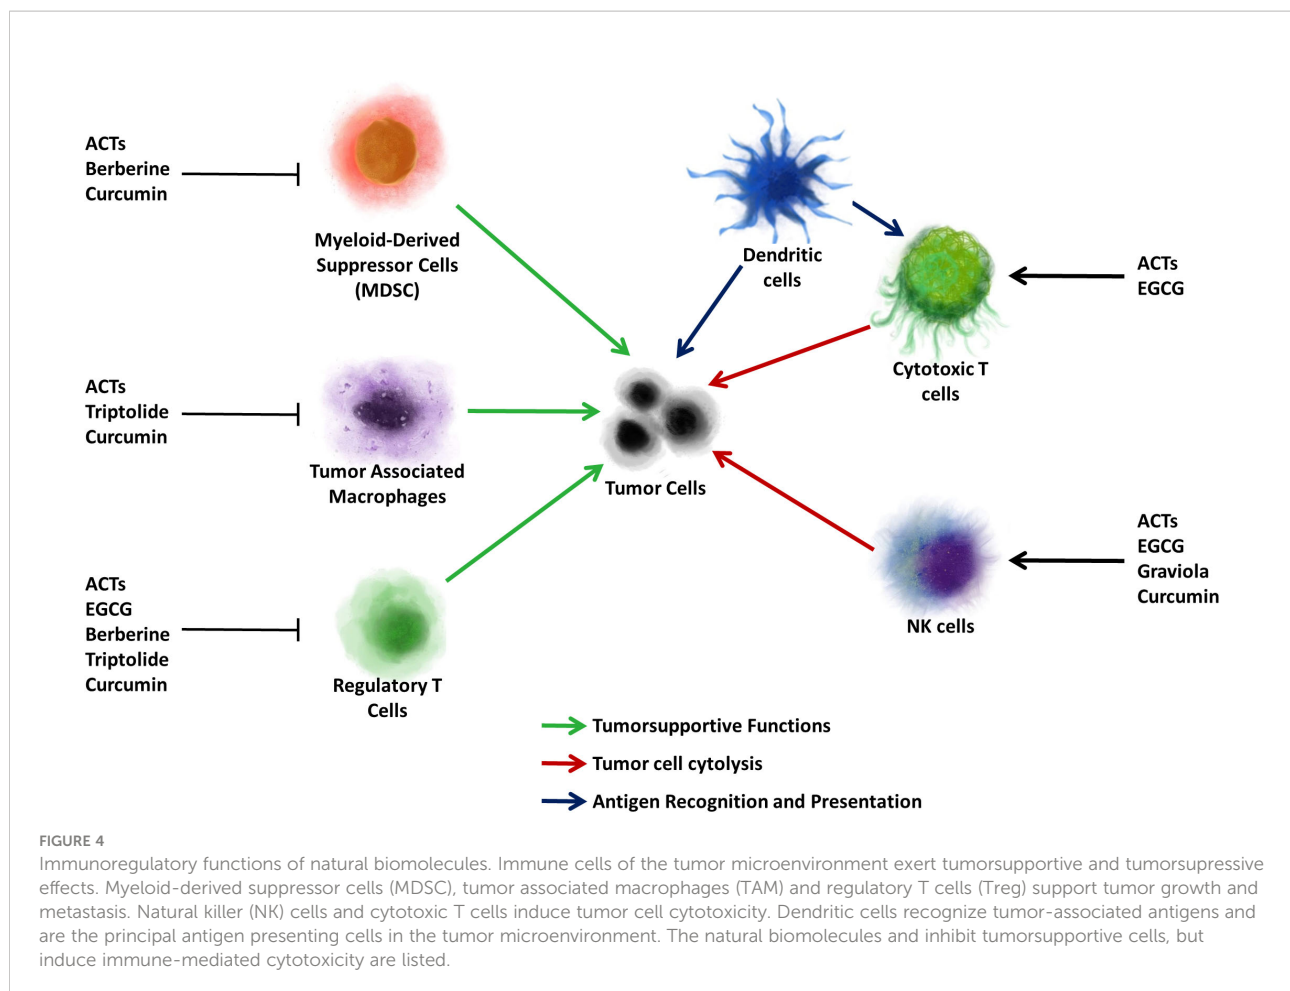 ACTs
Berberine
Curcumin
Myeloid-Derived
Suppressor Cells
(MDSC)
Dendritic
cells
ACTs
EGCG
Cytotoxic T
cells
ACTs
Triptolide
Curcumin
Tumor Associated
Macrophages
Tumor Cells
ACTs
EGCG
Graviola
Curcumin
NK cells
ACTs
EGCG
Berberine
Triptolide
Curcumin
Regulatory T
Cells
Tumorsupportive Functions
Tumor cell cytolysis
Antigen Recognition and Presentation
FIGURE 4
Immunoregulatory functions of natural biomolecules. Immune cells of the tumor microenvironment exert tumorsupportive and tumorsupressive
effects. Myeloid-derived suppressor cells (MDSC), tumor associated macrophages (TAM) and regulatory T cells (Treg) support tumor growth and
metastasis. Natural killer (NK) cells and cytotoxic T cells induce tumor cell cytotoxicity. Dendritic cells recognize tumor-associated antigens and
are the principal antigen presenting cells in the tumor microenvironment. The natural biomolecules and inhibit tumorsupportive cells, but
induce immune-mediated cytotoxicity are listed.